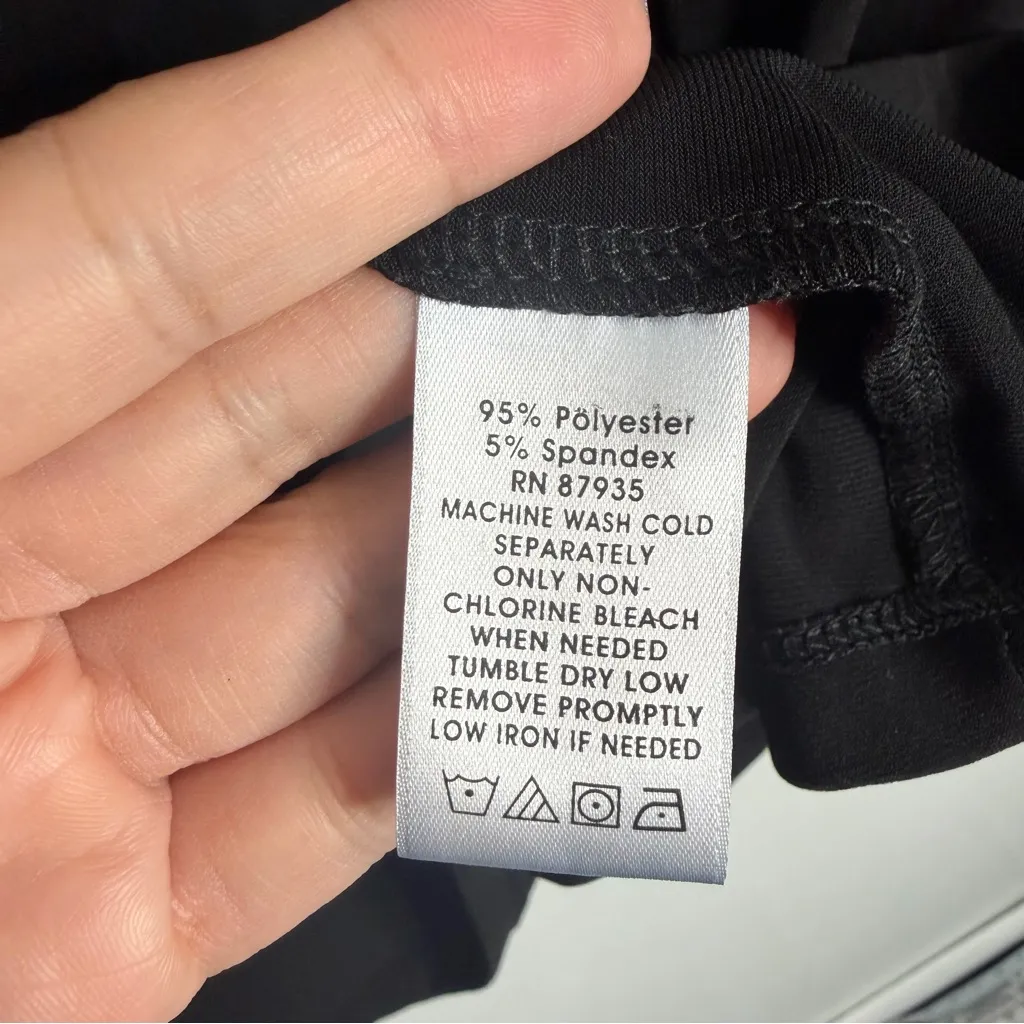 95% Pölyester
5% Spandex
RN 87935
MACHINE WASH COLD
SEPARATELY
ONLY NON-
CHLORINE BLEACH
WHEN NEEDED
TUMBLE DRY LOW
REMOVE PROMPTLY
LOW IRON IF NEEDED